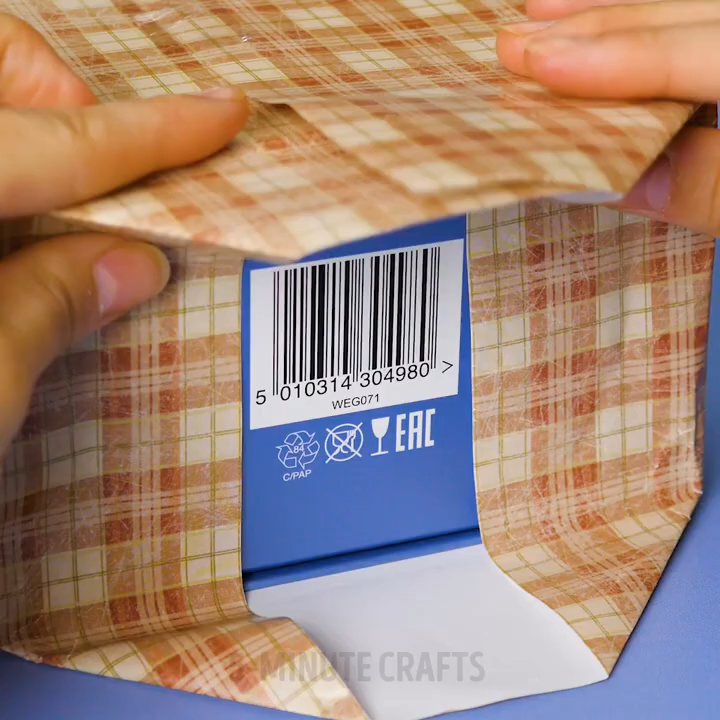 5 010314 304980 >
WEG071
84
C/PAP
EAC
MINUTE CRAFTS